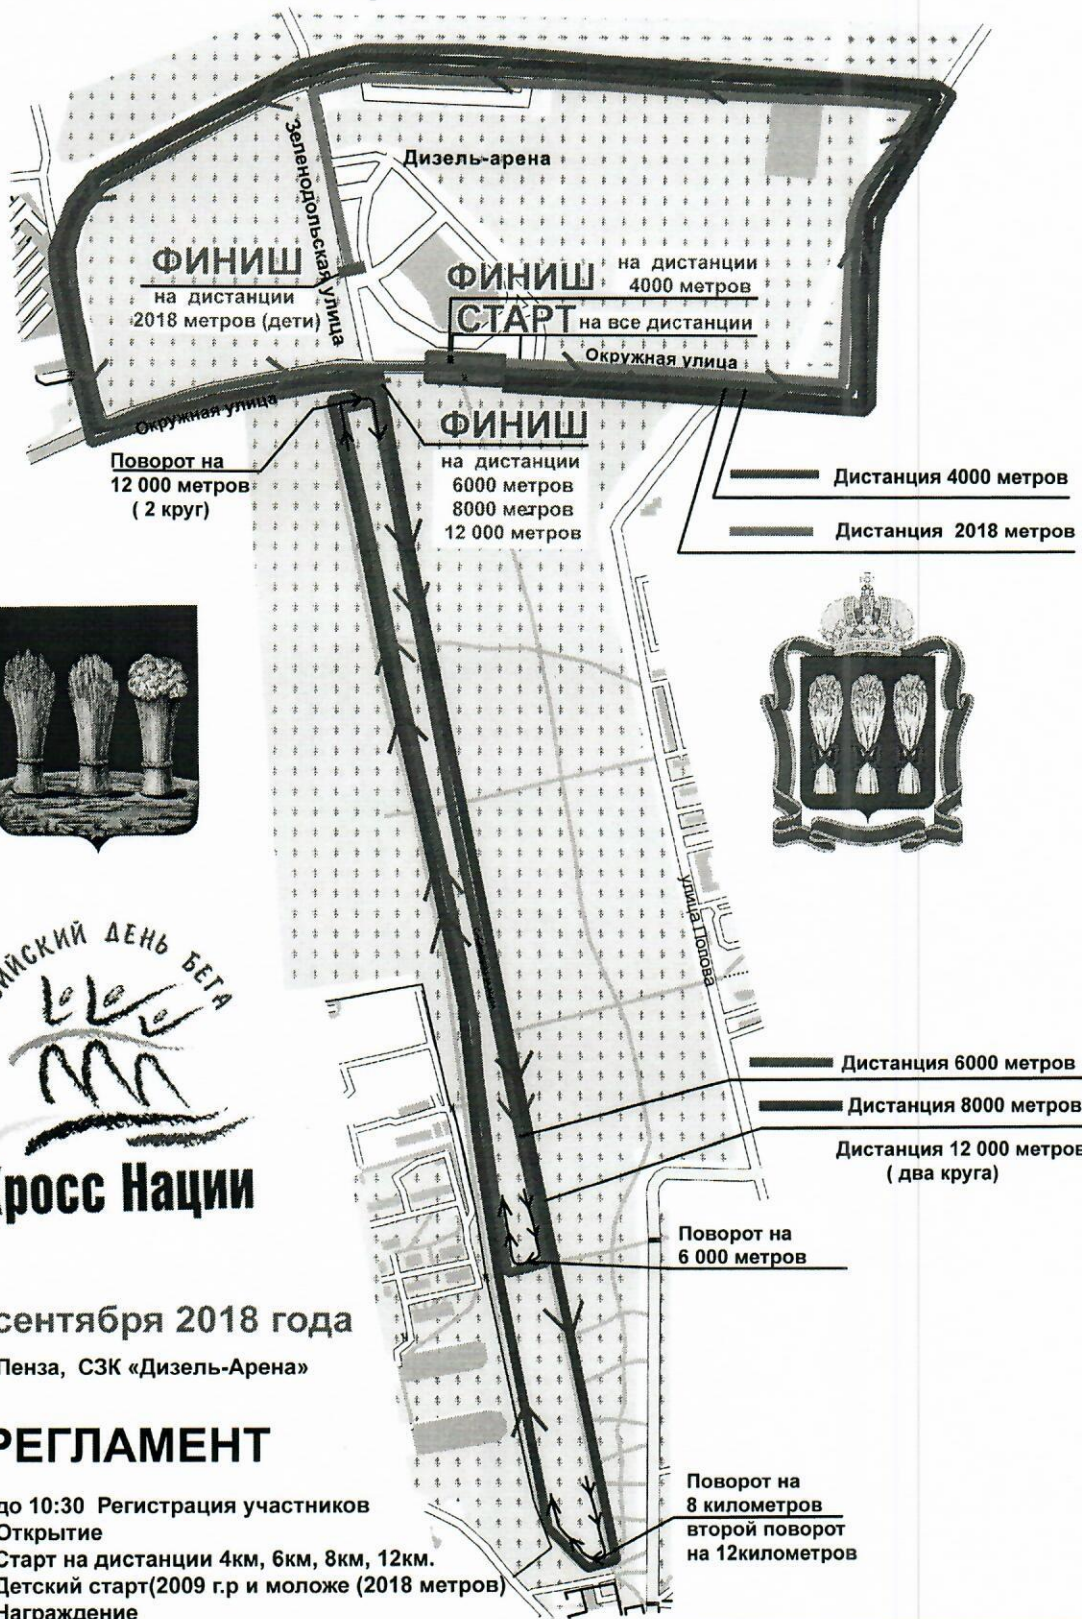 Зеленодольская улица
Дизель-арена
ФИНИШ
на дистанции
2018 метров (дети)
ФИНИШ
на дистанции
4000 метров
СТАРТ
на все дистанции
Окружная улица
Окружная улица
Поворот на
12 000 метров
( 2 круг)
ФИНИШ
на дистанции
6000 метров
8000 метров
12 000 метров
Дистанция 4000 метров
Дистанция 2018 метров
улица Попова
ДЕНЬ БЕГА
Нации
Дистанция 6000 метров
Дистанция 8000 метров
Дистанция 12 000 метров
( два круга)
Поворот на
6 000 метров
сентября 2018 года
Пенза, СЗК «Дизель-Арена»
РЕГЛАМЕНТ
до 10:30 Регистрация участников
Открытие
Старт на дистанции 4км, 6км, 8км, 12км.
Детский старт(2009 г.р и моложе (2018 метров)
Награждение
Поворот на
8 километров
второй поворот
на 12километров